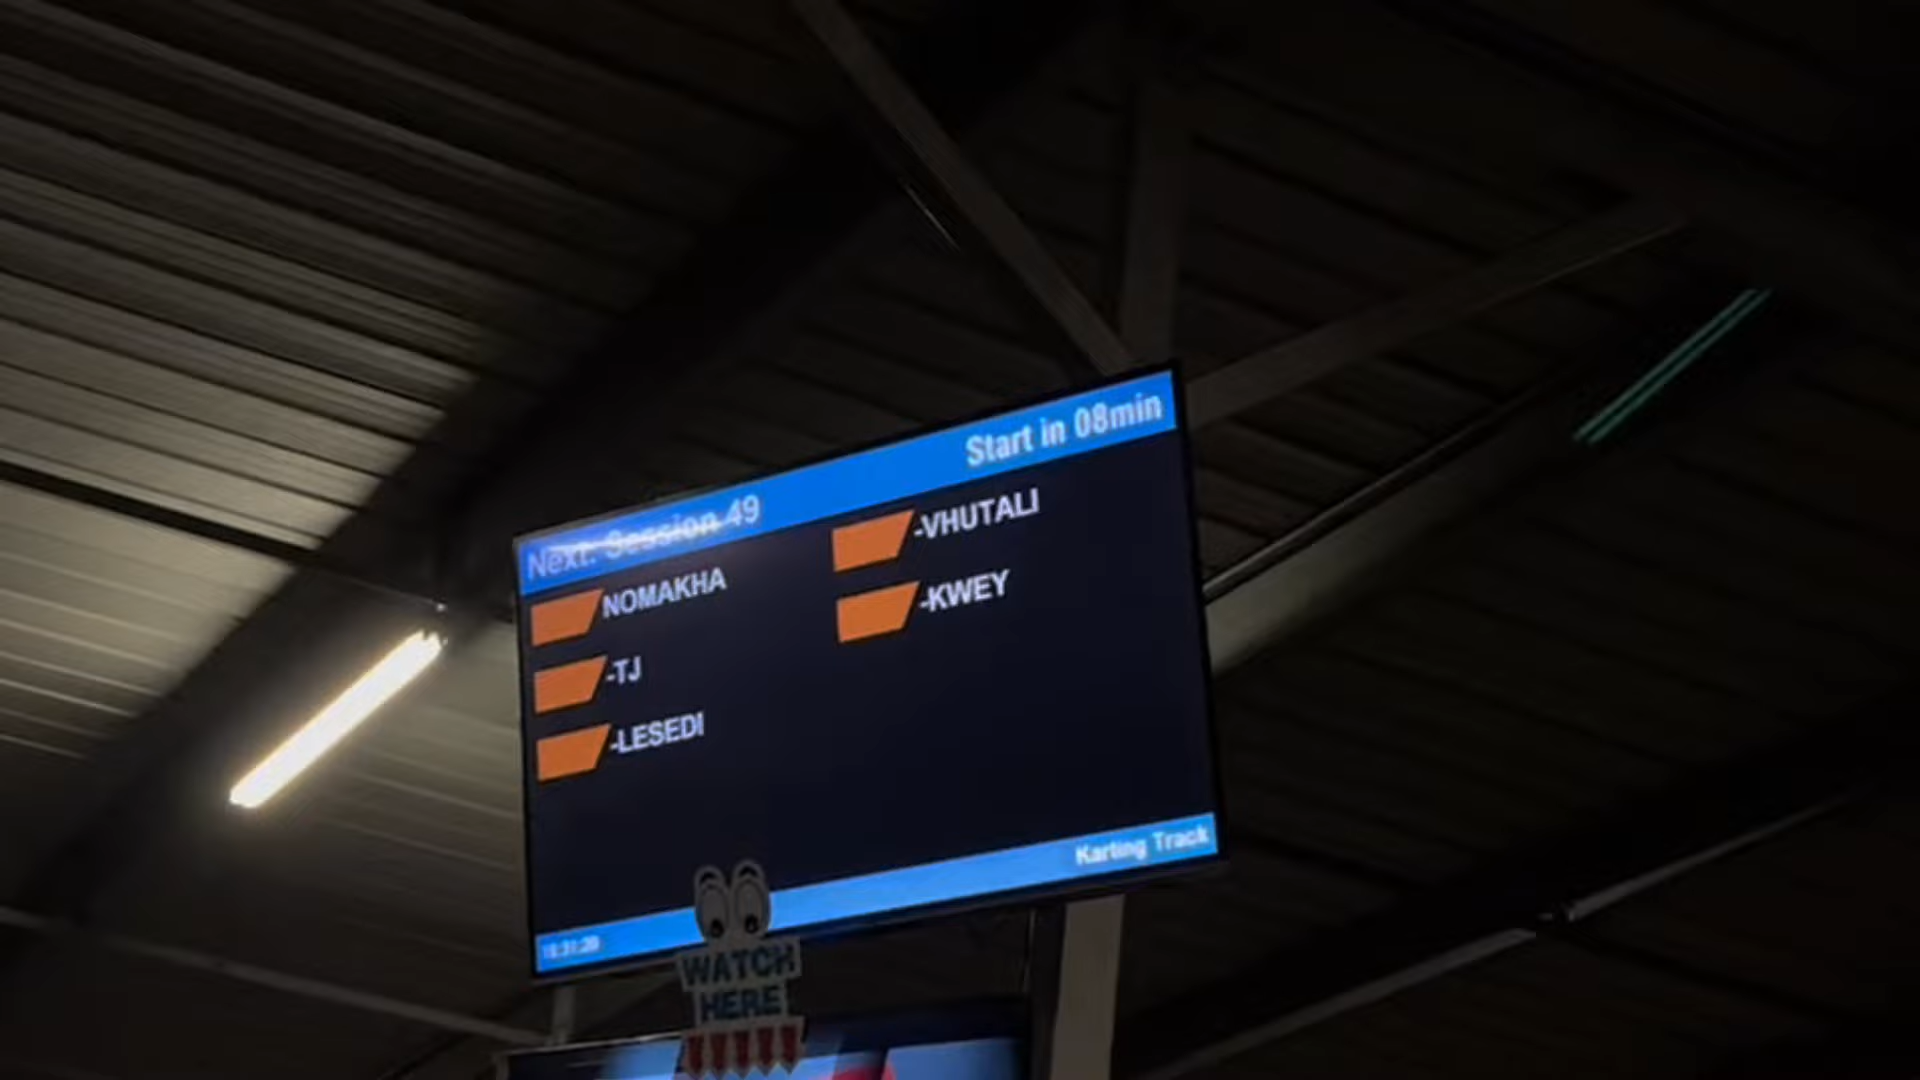 Next: Session 49
Start in 08min
NOMAKHA
-TJ
-LESEDI
-VHUTALI
-KWEY
Karting Track
WATCH
HERE